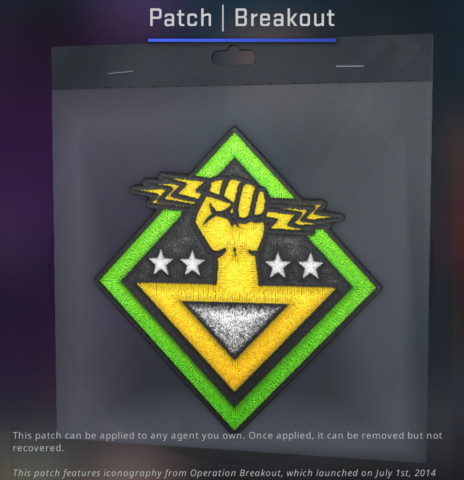 Patch | Breakout
This patch can be applied to any agent you own. Once applied, it can be removed but not
recovered.
This patch features iconography from Operation Breakout, which launched on July 1st, 2014